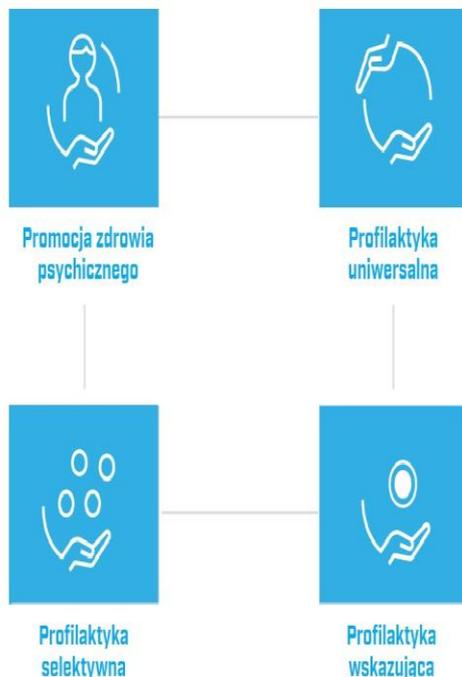 Promocja zdrowia
psychicznego
Profilaktyka
uniwersalna
Profilaktyka
selektywna
Profilaktyka
wskazująca